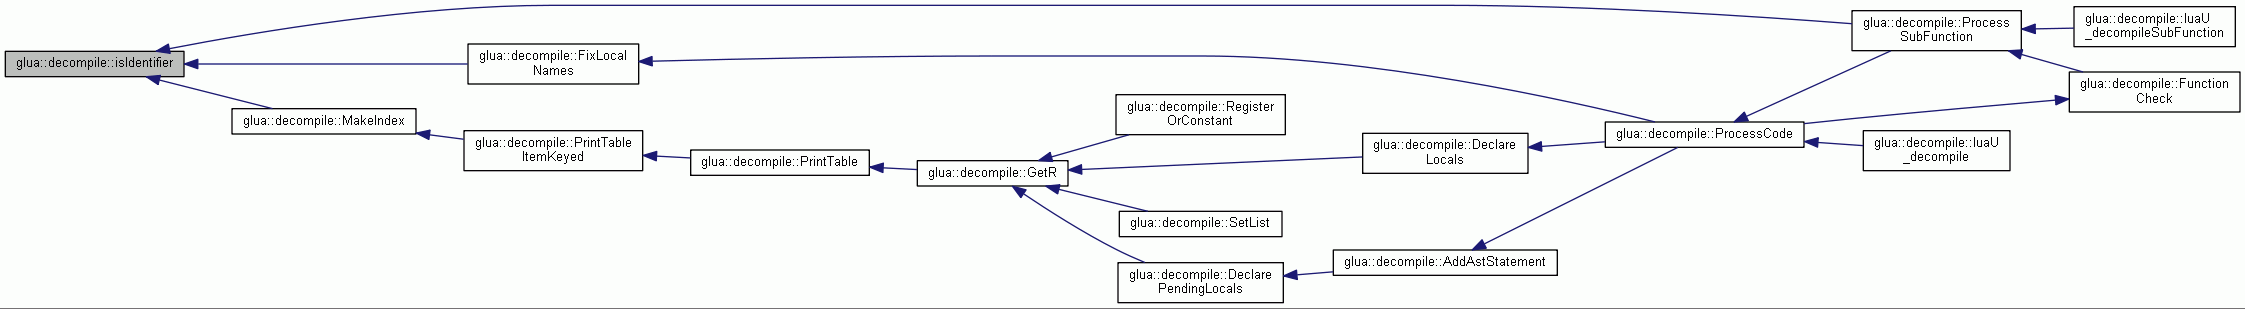 glua::decompile::isIdentifier
glua::decompile::FixLocal
Names
glua::decompile::MakeIndex
glua::decompile::PrintTable
ItemKeyed
glua::decompile::PrintTable
glua::decompile::GetR
glua::decompile::Register
OrConstant
glua::decompile::Declare
Locals
glua::decompile::SetList
glua::decompile::Declare
PendingLocals
glua::decompile::AddAstStatement
glua::decompile::ProcessCode
glua::decompile::Process
SubFunction
glua::decompile::luaU
_decompileSubFunction
glua::decompile::Function
Check
glua::decompile::luaU
_decompile